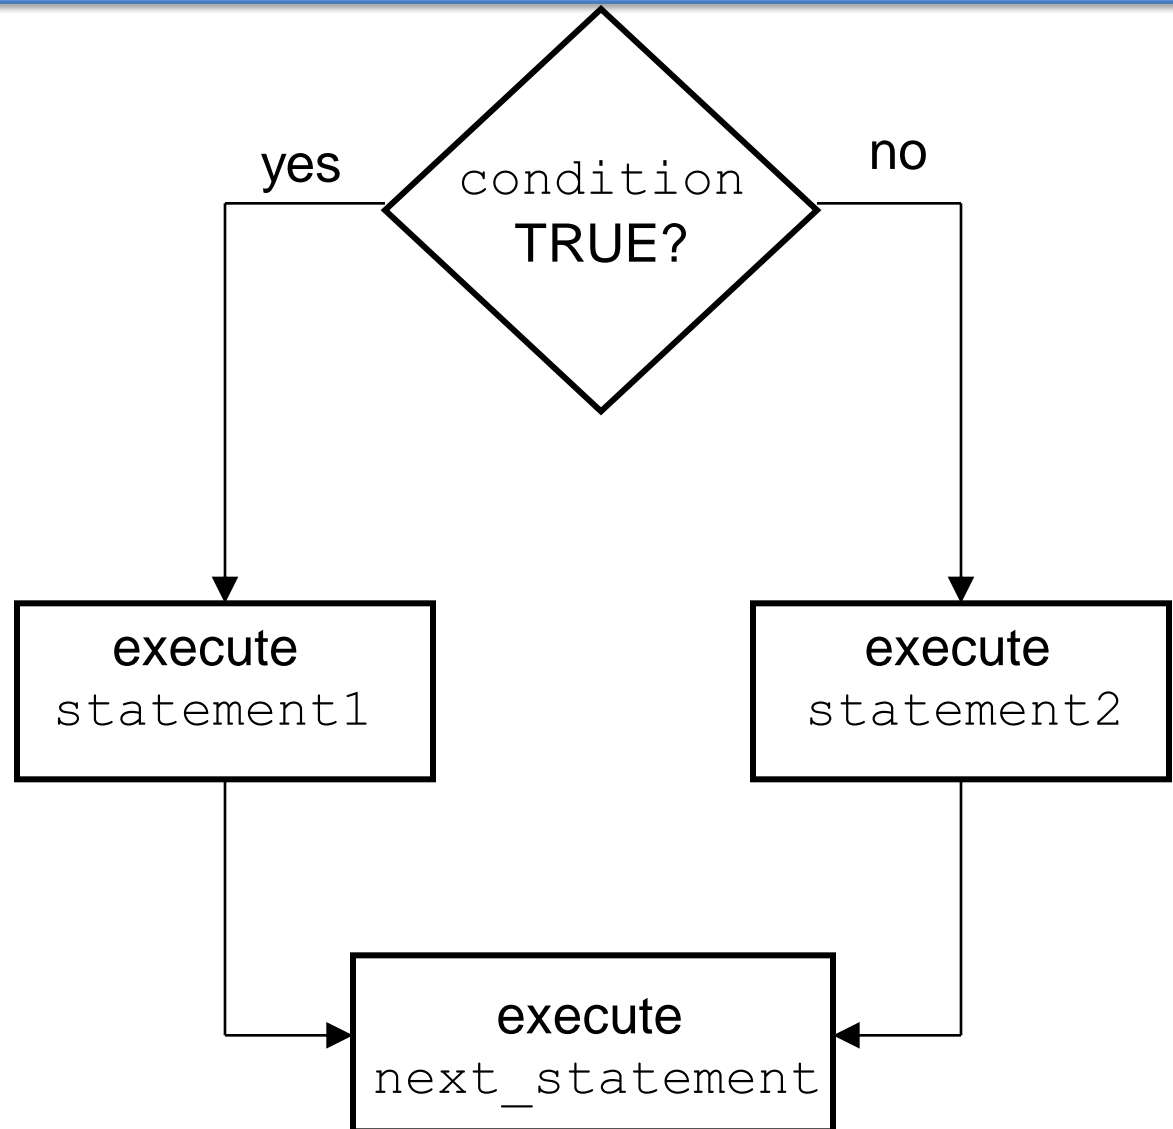 yes
no
condition
TRUE?
execute
statement1
execute
statement2
execute
next_statement